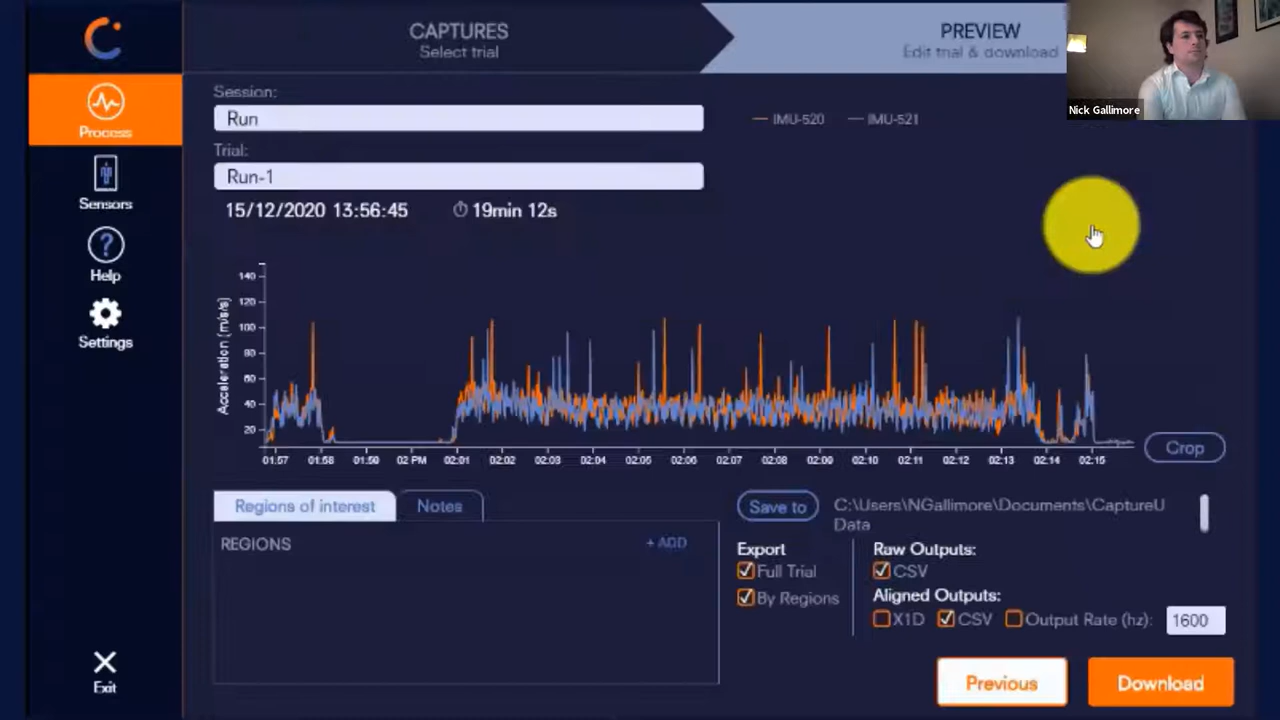 CAPTURES
Select trial
PREVIEW
Edit trial & download
Nick Gallimore
Process
Sensors
Help
Settings
Exit
Session:
Run
IMU-520 IMU-521
Trial:
Run-1
15/12/2020 13:56:45 19min 12s
Acceleration (m/s/s)
140
120
100
80
60
40
20
01:57 01:58 01:59 02 PM 02:01 02:02 02:03 02:04 02:05 02:06 02:07 02:08 02:09 02:10 02:11 02:12 02:13 02:14 02:15
Crop
Regions of interest Notes
REGIONS + ADD
Save to C:\Users\NGallimore\Documents\CaptureU
Data
Export
Full Trial
By Regions
Raw Outputs:
CSV
Aligned Outputs:
X1D CSV Output Rate (hz): 1600
Previous Download